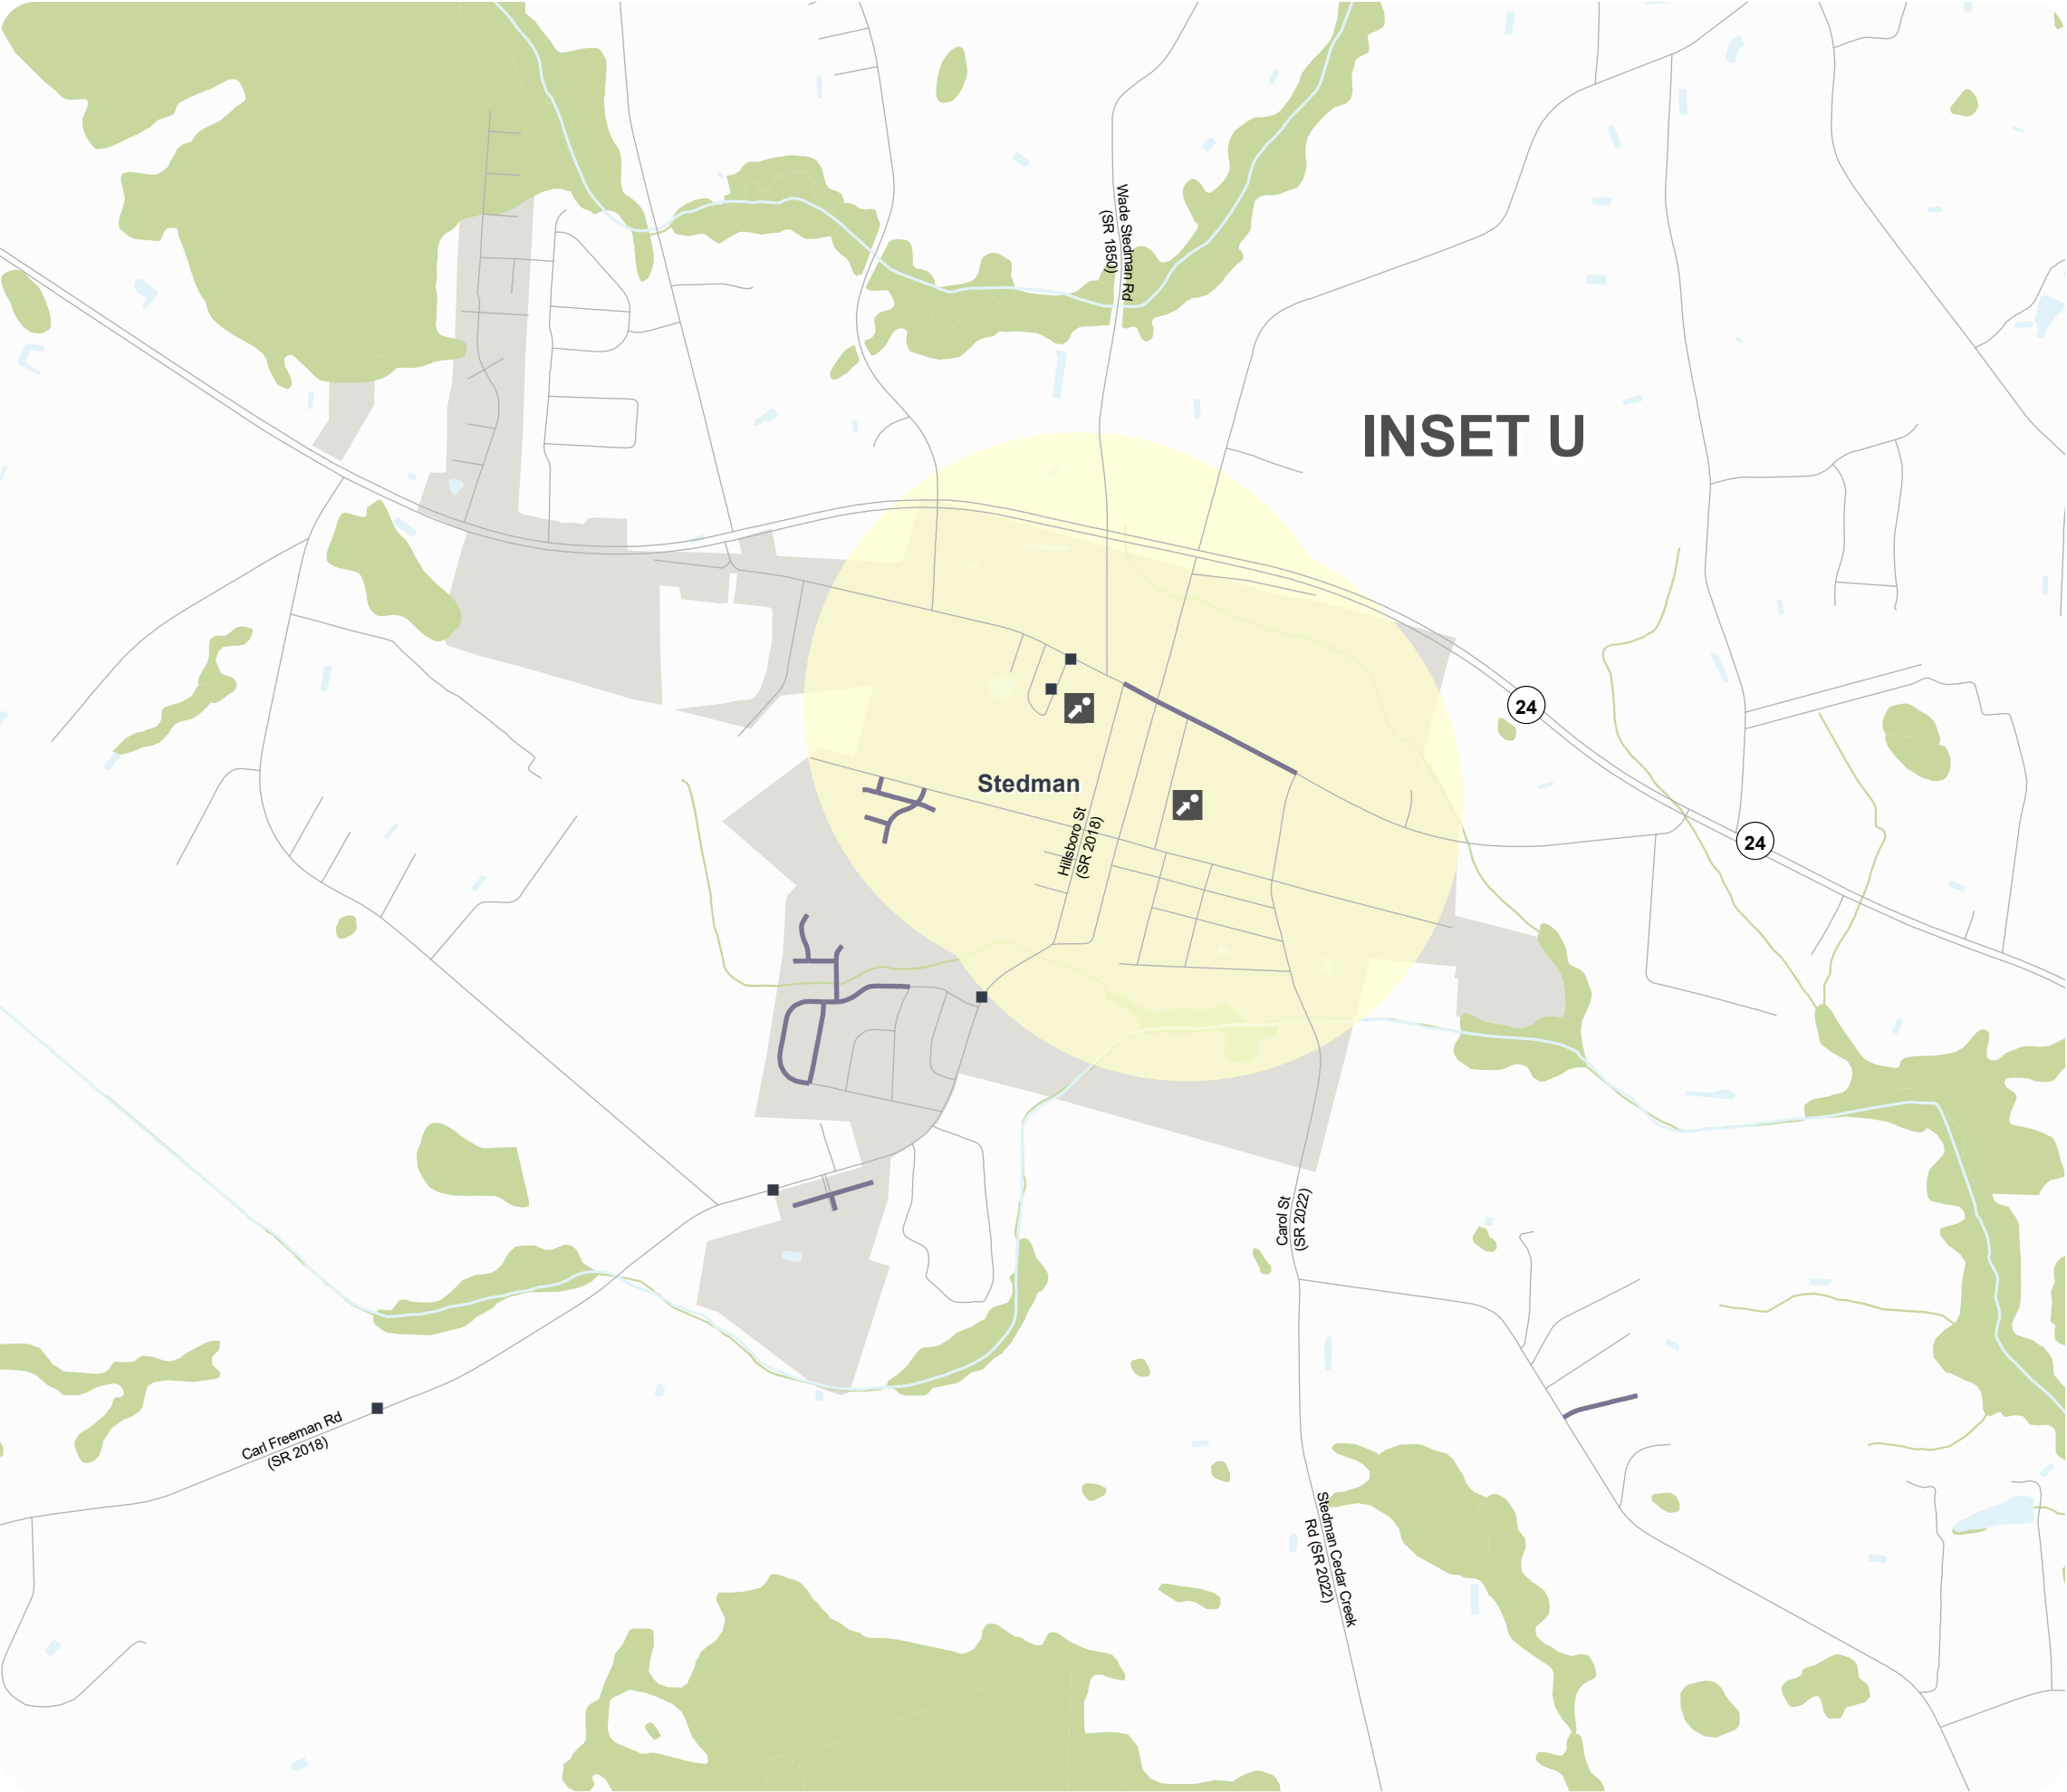 Wade Stedman Rd
(SR 1850)
INSET U
24
Stedman
24
Hillsboro St
(SR 2018)
Carol St
(SR 2022)
Carl Freeman Rd
(SR 2018)
Stedman Cedar Creek
Rd (SR 2022)